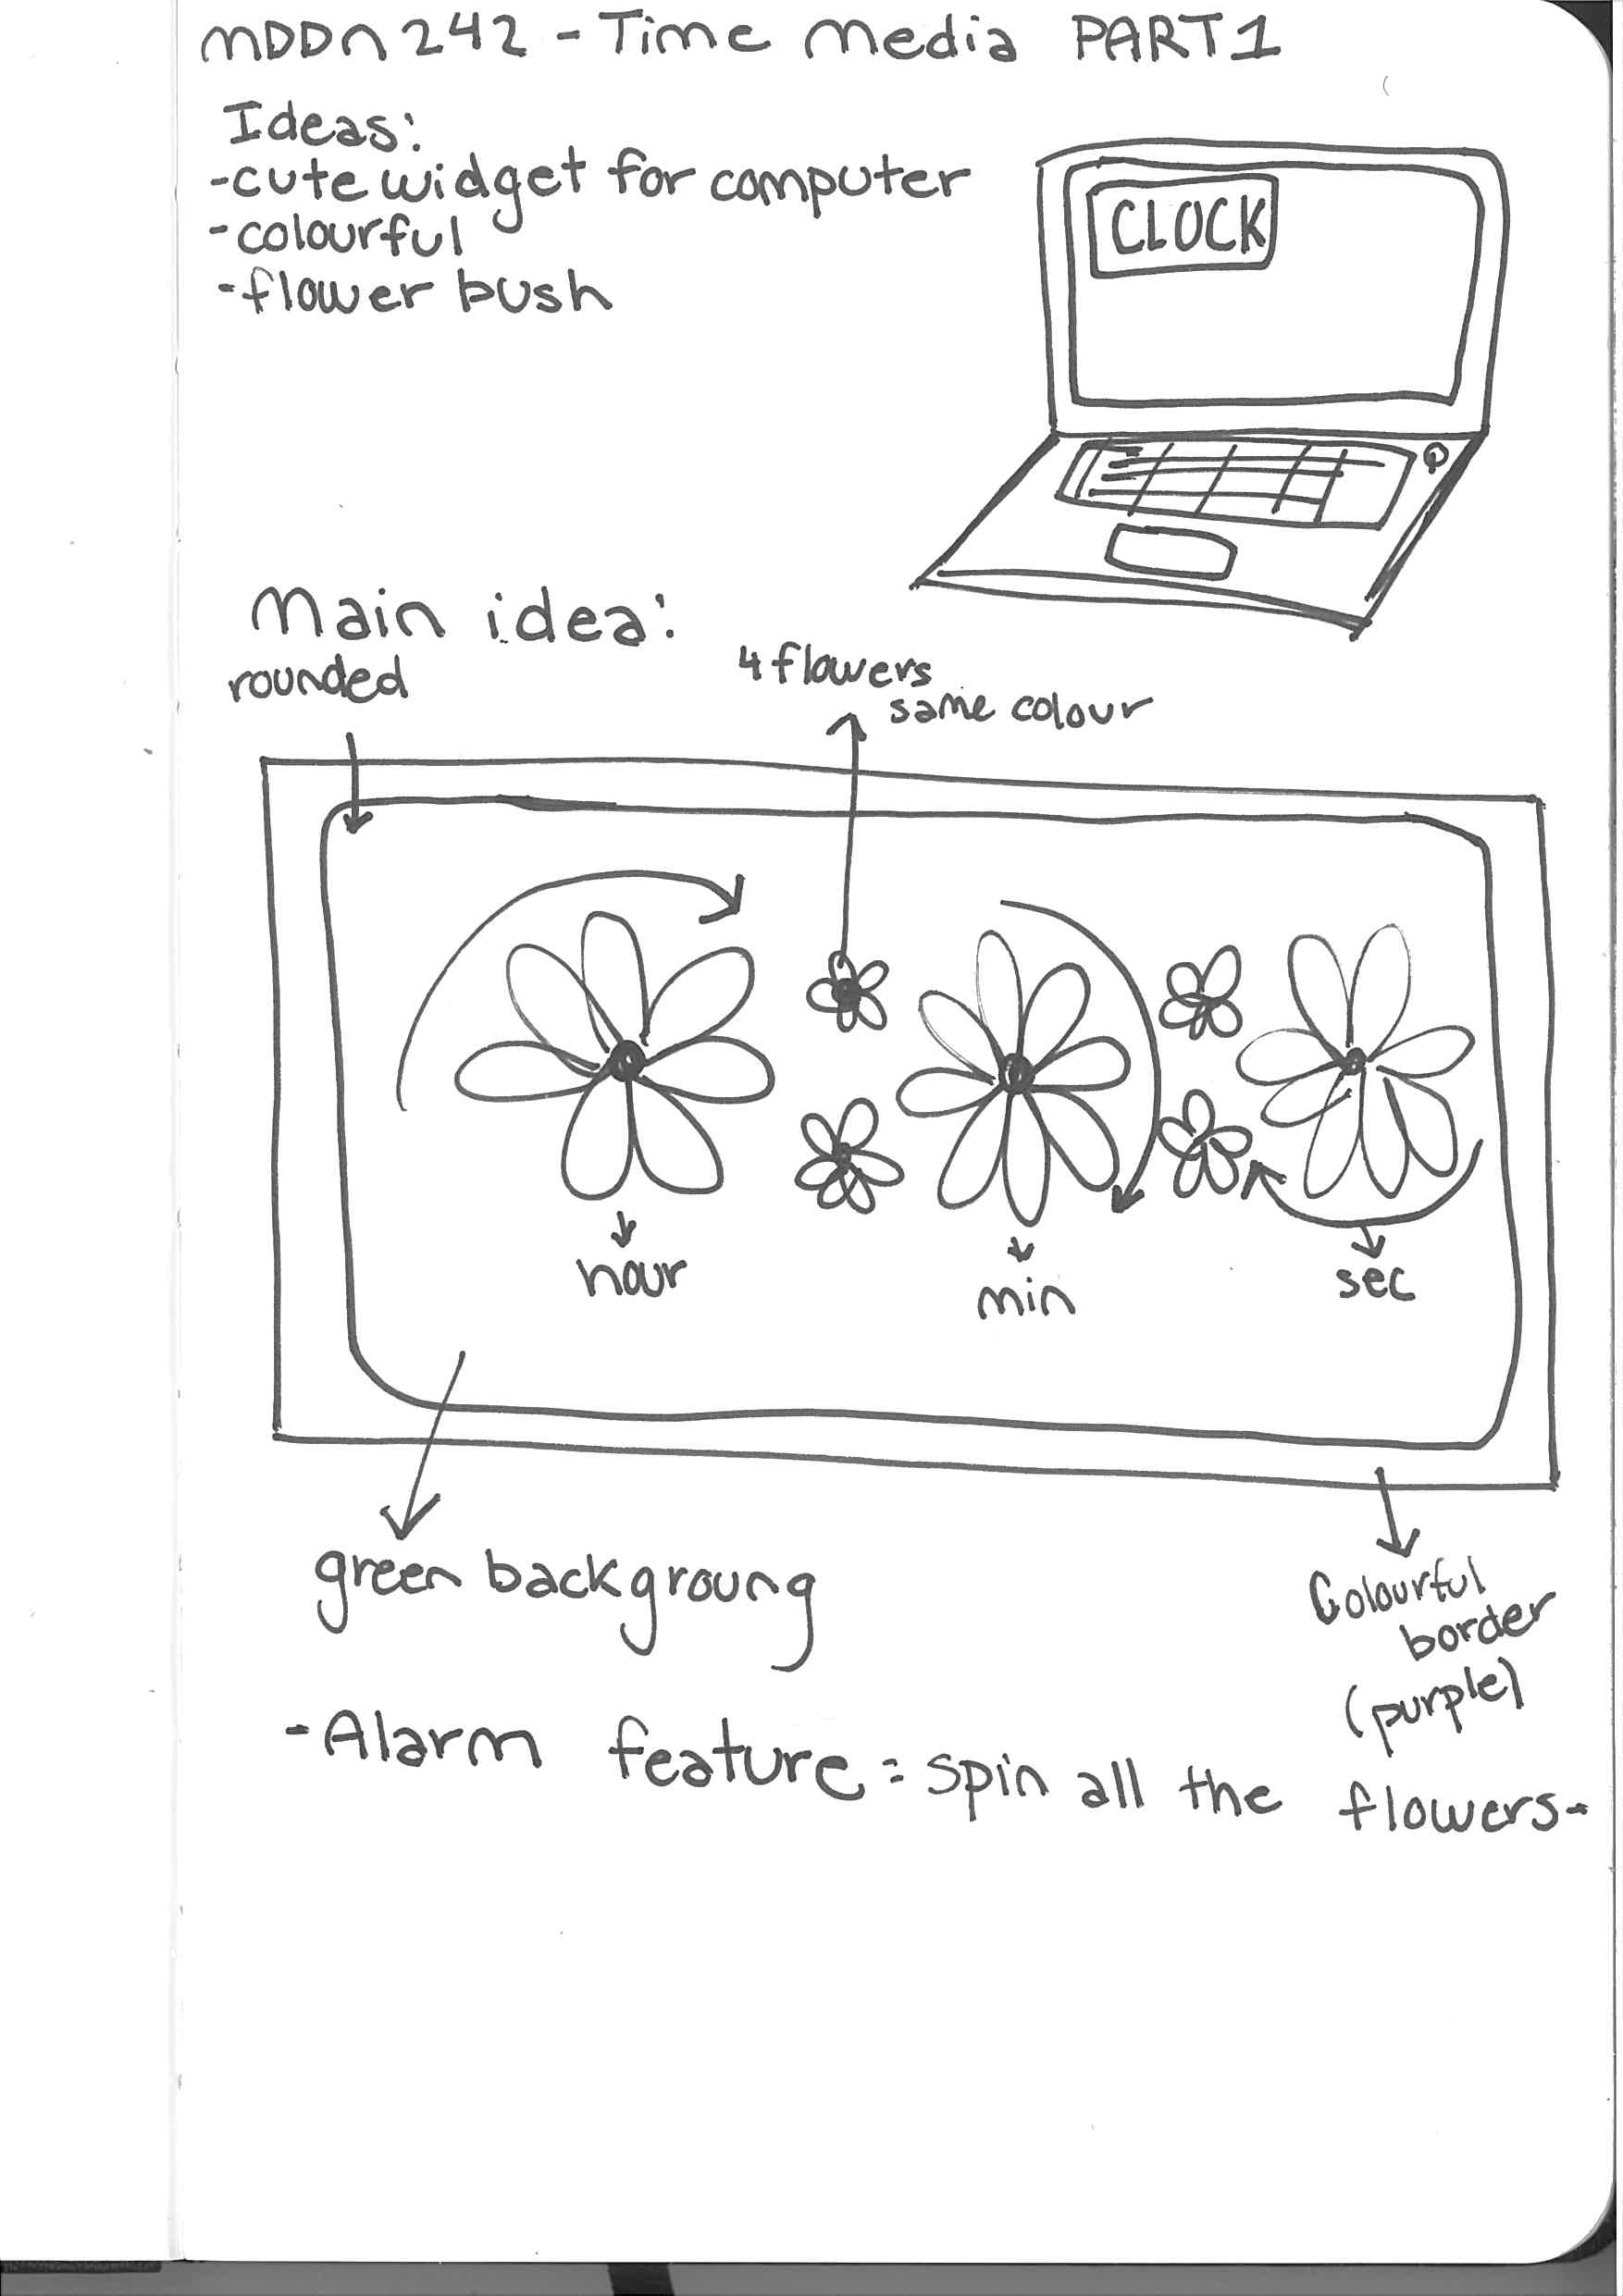 MDDN 242 - Time Media PART 1
Ideas:
- cute widget for computer
- colourful
- flower bush
CLOCK
Main idea:
rounded
4 flowers
same colour
hour
min
sec
green backgroung
Colourful
border
(purple)
- Alarm feature = spin all the flowers -